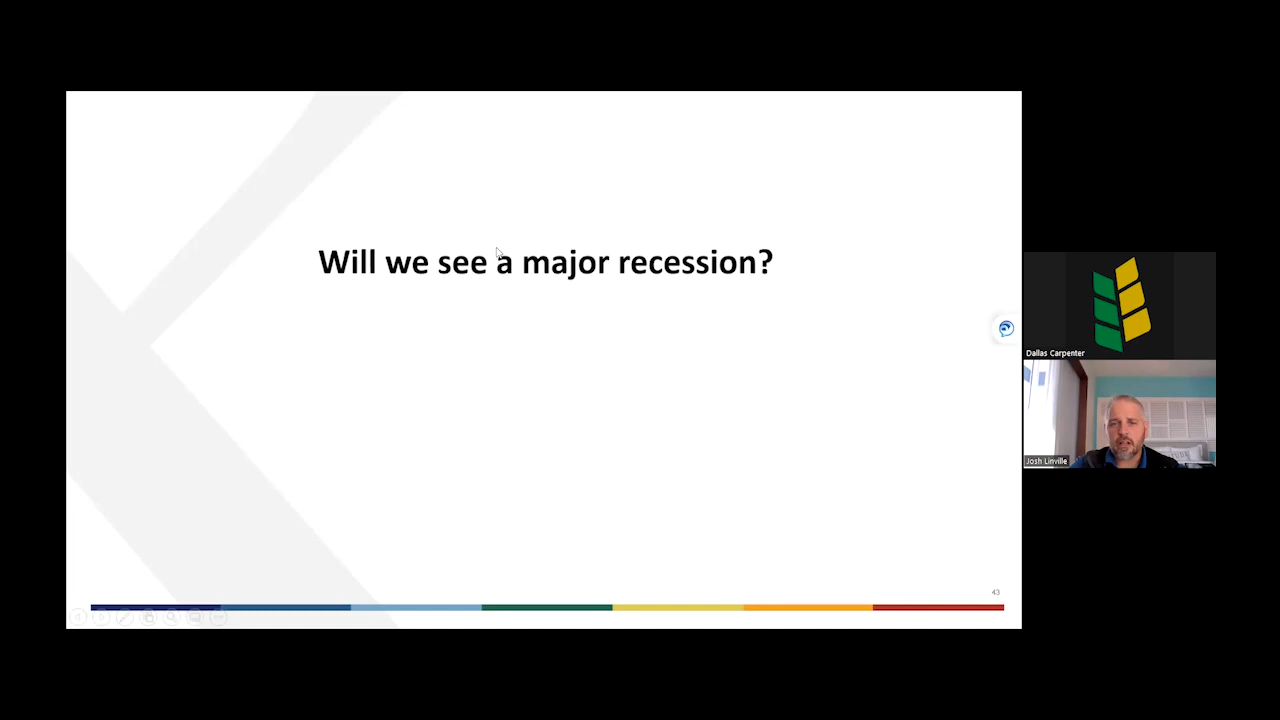 Will we see a major recession?
43
Dallas Carpenter
Josh Linville